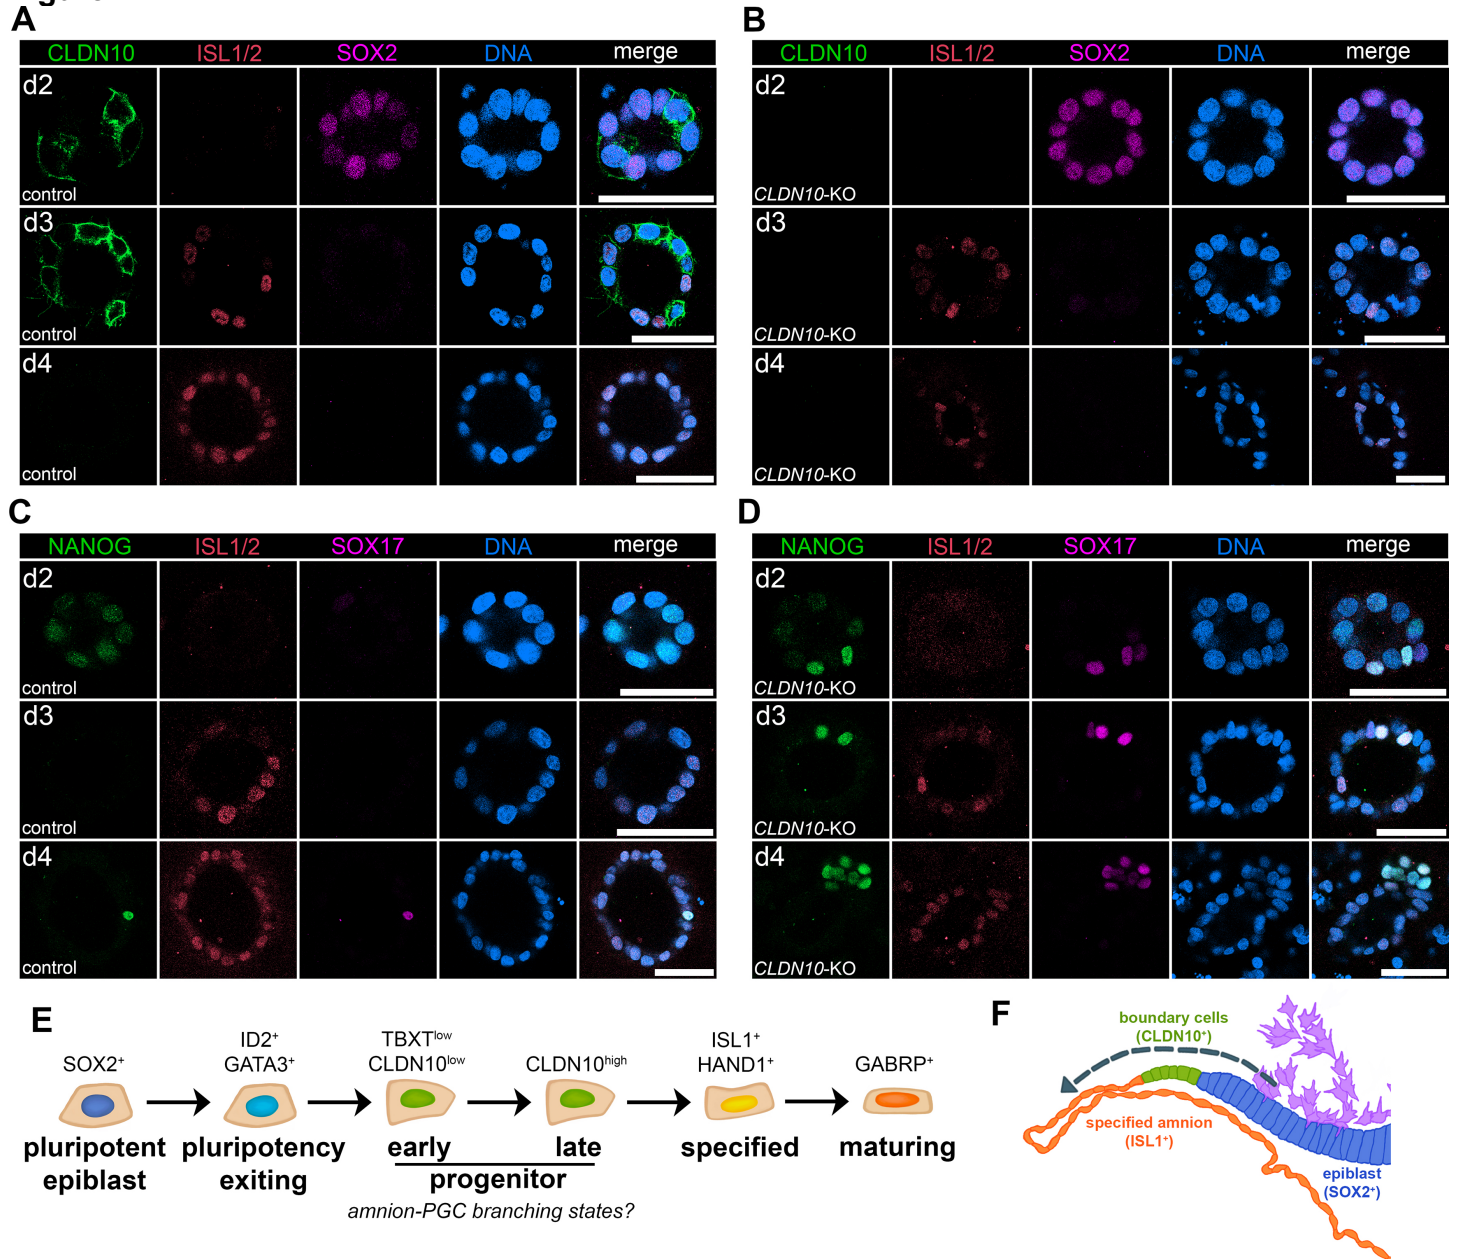 A
CLDN10 ISL1/2 SOX2 DNA merge
d2
control
d3
control
d4
control
B
CLDN10 ISL1/2 SOX2 DNA merge
d2
CLDN10-KO
d3
CLDN10-KO
d4
CLDN10-KO
C
NANOG ISL1/2 SOX17 DNA merge
d2
control
d3
control
d4
control
D
NANOG ISL1/2 SOX17 DNA merge
d2
CLDN10-KO
d3
CLDN10-KO
d4
CLDN10-KO
E
SOX2⁺
pluripotent
epiblast
ID2⁺
GATA3⁺
pluripotency
exiting
TBXTˡᵒʷ
CLDN10ˡᵒʷ
early
CLDN10ʰⁱᵍʰ
late
progenitor
amnion-PGC branching states?
ISL1⁺
HAND1⁺
specified
GABRP⁺
maturing
F
boundary cells
(CLDN10⁺)
specified amnion
(ISL1⁺)
epiblast
(SOX2⁺)